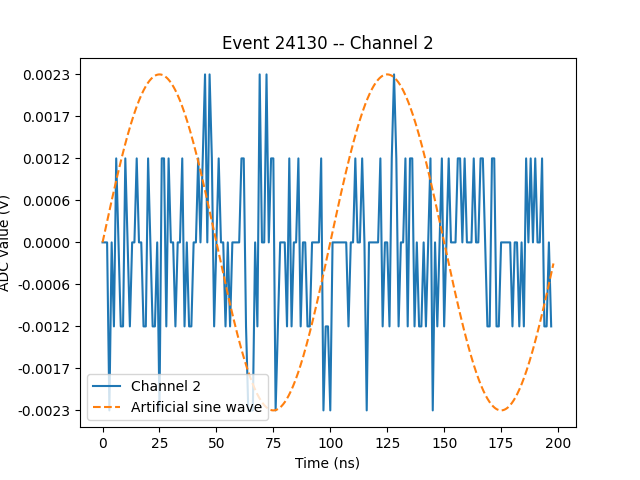 Event 24130 -- Channel 2
0.0023
0.0017
0.0012
0.0006
0.0000
-0.0006
-0.0012
-0.0017
-0.0023
ADC Value (V)
Channel 2
Artificial sine wave
0 25 50 75 100 125 150 175 200
Time (ns)